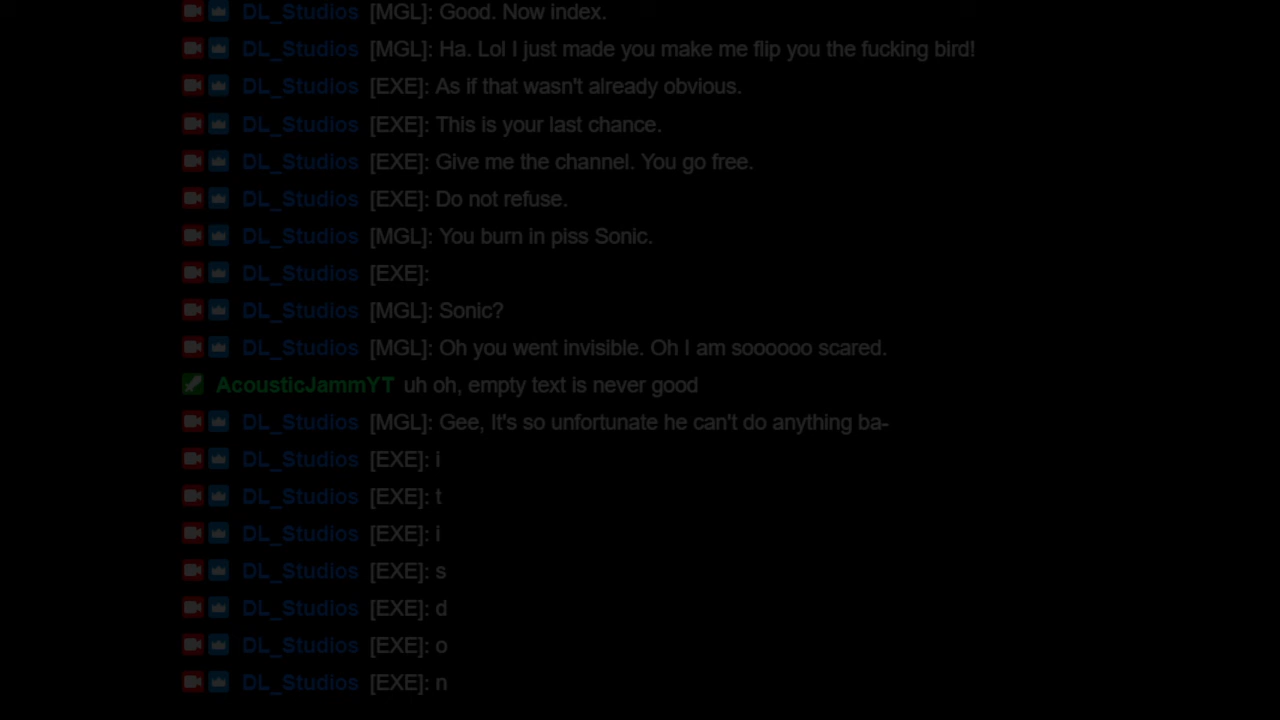 DL_Studios [MGL]: Good. Now index.
DL_Studios [MGL]: Ha. Lol I just made you make me flip you the fucking bird!
DL_Studios [EXE]: As if that wasn't already obvious.
DL_Studios [EXE]: This is your last chance.
DL_Studios [EXE]: Give me the channel. You go free.
DL_Studios [EXE]: Do not refuse.
DL_Studios [MGL]: You burn in piss Sonic.
DL_Studios [EXE]:
DL_Studios [MGL]: Sonic?
DL_Studios [MGL]: Oh you went invisible. Oh I am soooooo scared.
AcousticJammYT uh oh, empty text is never good
DL_Studios [MGL]: Gee, It's so unfortunate he can't do anything ba-
DL_Studios [EXE]: i
DL_Studios [EXE]: t
DL_Studios [EXE]: i
DL_Studios [EXE]: s
DL_Studios [EXE]: d
DL_Studios [EXE]: o
DL_Studios [EXE]: n